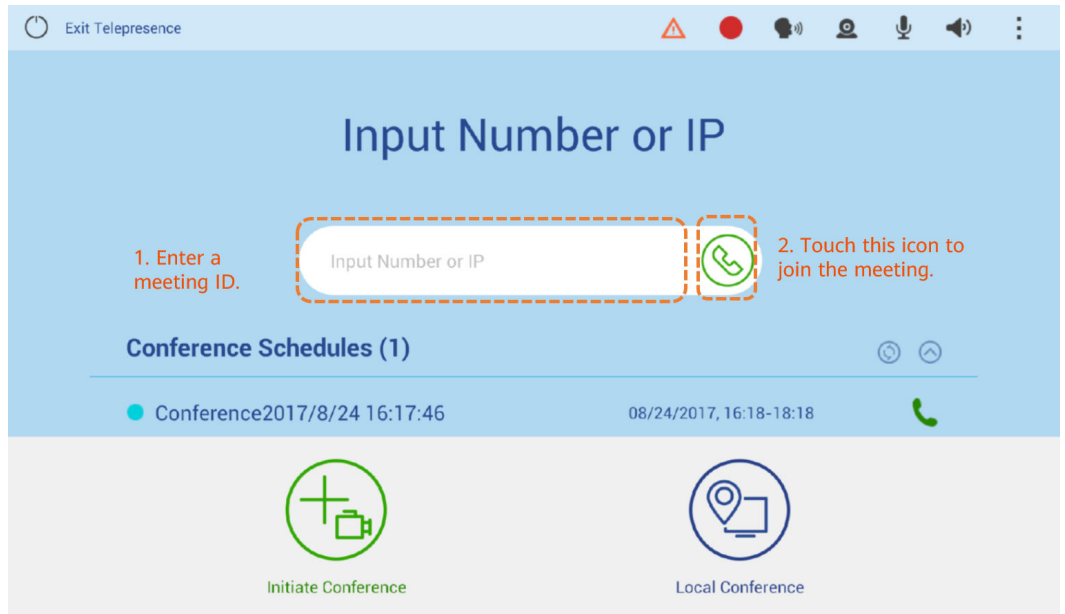 Exit Telepresence
Input Number or IP
1. Enter a
meeting ID.
Input Number or IP
2. Touch this icon to
join the meeting.
Conference Schedules (1)
Conference2017/8/24 16:17:46
08/24/2017, 16:18-18:18
Initiate Conference
Local Conference